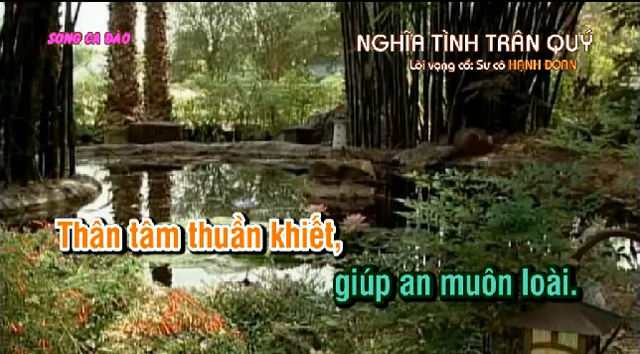 SONG CA ĐÀO
NGHĨA TÌNH TRÂN QUÝ
Lời vọng cổ: Sư cô HẠNH ĐOAN
Thân tâm thuần khiết,
giúp an muôn loài.